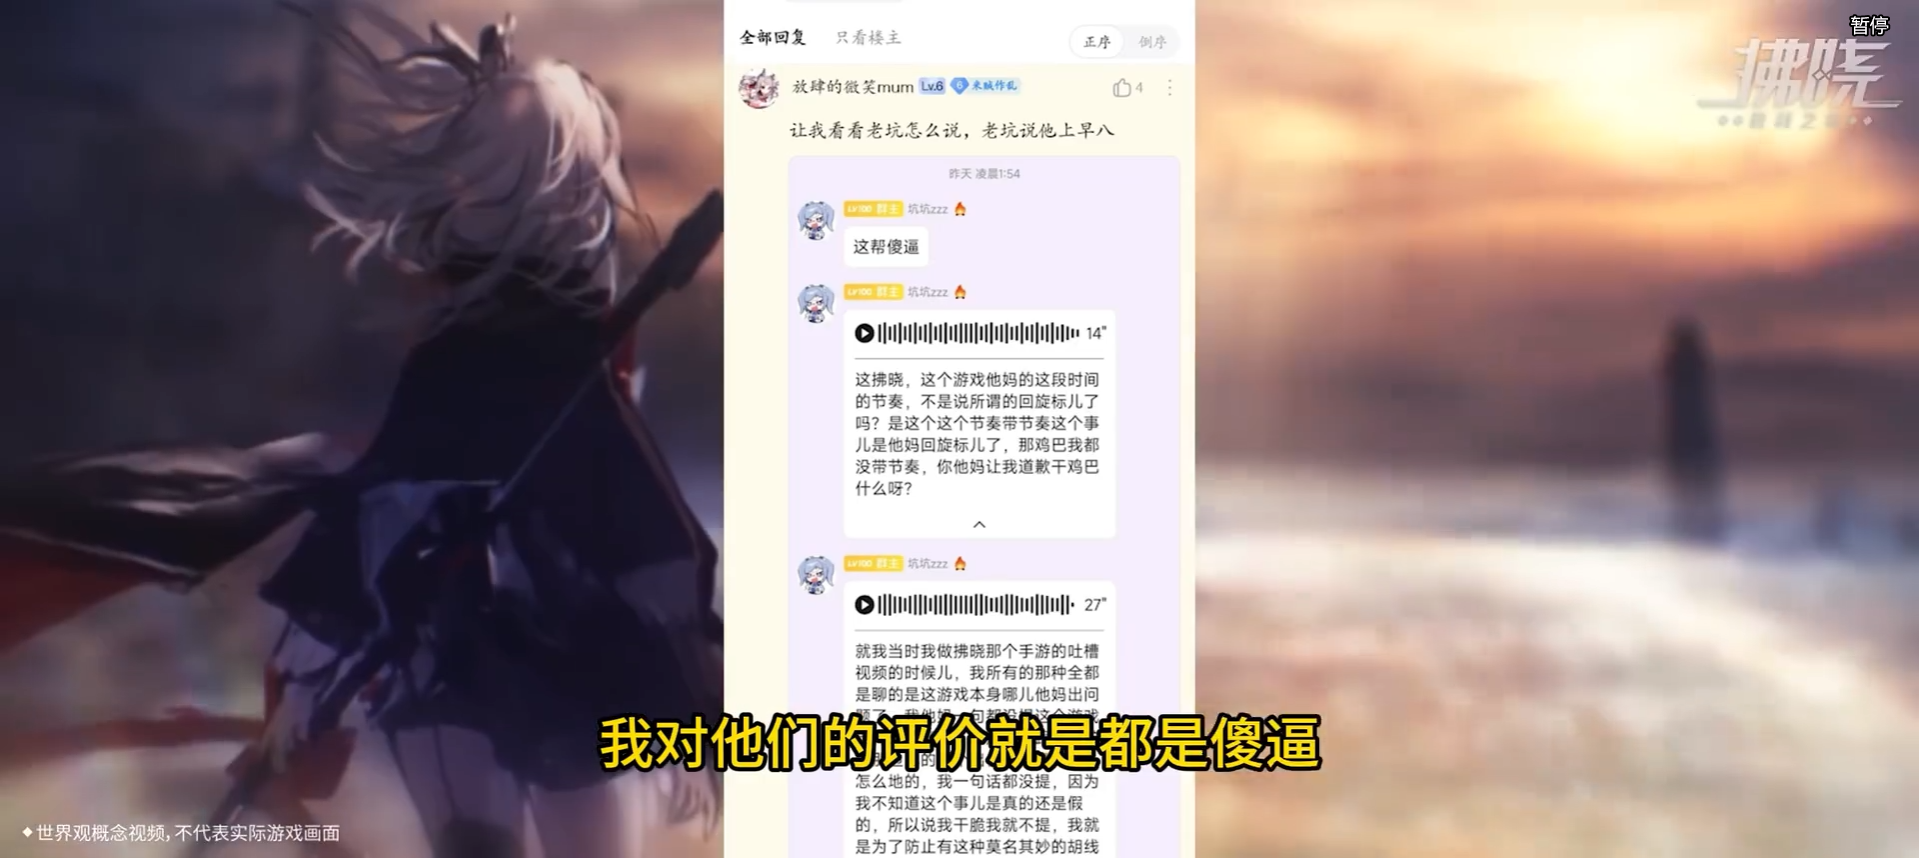 暂停
拂晓
全部回复 只看楼主 正序 倒序
放肆的微笑mum Lv.6 6 米贼作乱 4
让我看看老坑怎么说，老坑说他上早八
昨天 凌晨1:54
LV100 群主 坑坑zzz
这帮傻逼
LV100 群主 坑坑zzz
14"
这拂晓，这个游戏他妈的这段时间
的节奏，不是说所谓的回旋标儿了
吗？是这个这个节奏带节奏这个事
儿是他妈回旋标儿了，那鸡巴我都
没带节奏，你他妈让我道歉干鸡巴
什么呀？
LV100 群主 坑坑zzz
27"
就我当时我做拂晓那个手游的吐槽
视频的时候儿，我所有的那种全都
是聊的是这游戏本身哪儿他妈出问
我对他们的评价就是都是傻逼
怎么地的，我一句话都没提，因为
我不知道这个事儿是真的还是假
的，所以说我干脆我就不提，我就
是为了防止有这种莫名其妙的胡线
◆世界观概念视频，不代表实际游戏画面